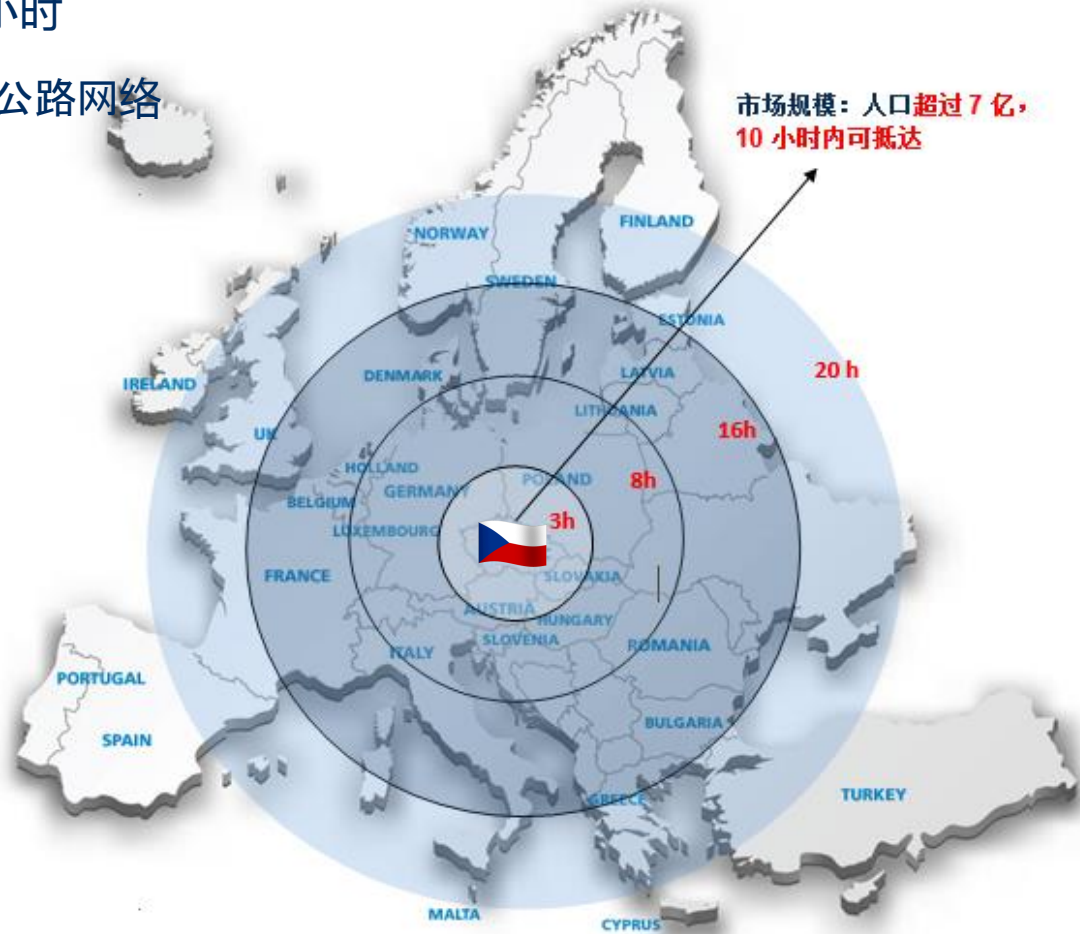 小时
公路网络
市场规模：人口超过 7 亿，
10 小时内可抵达
NORWAY
FINLAND
SWEDEN
ESTONIA
20 h
DENMARK
LATVIA
IRELAND
LITHUANIA
UK
16h
HOLLAND
8h
POLAND
GERMANY
BELGIUM
3h
LUXEMBOURG
FRANCE
SLOVAKIA
AUSTRIA
HUNGARY
SLOVENIA
ROMANIA
ITALY
PORTUGAL
BULGARIA
SPAIN
TURKEY
GREECE
MALTA
CYPRUS